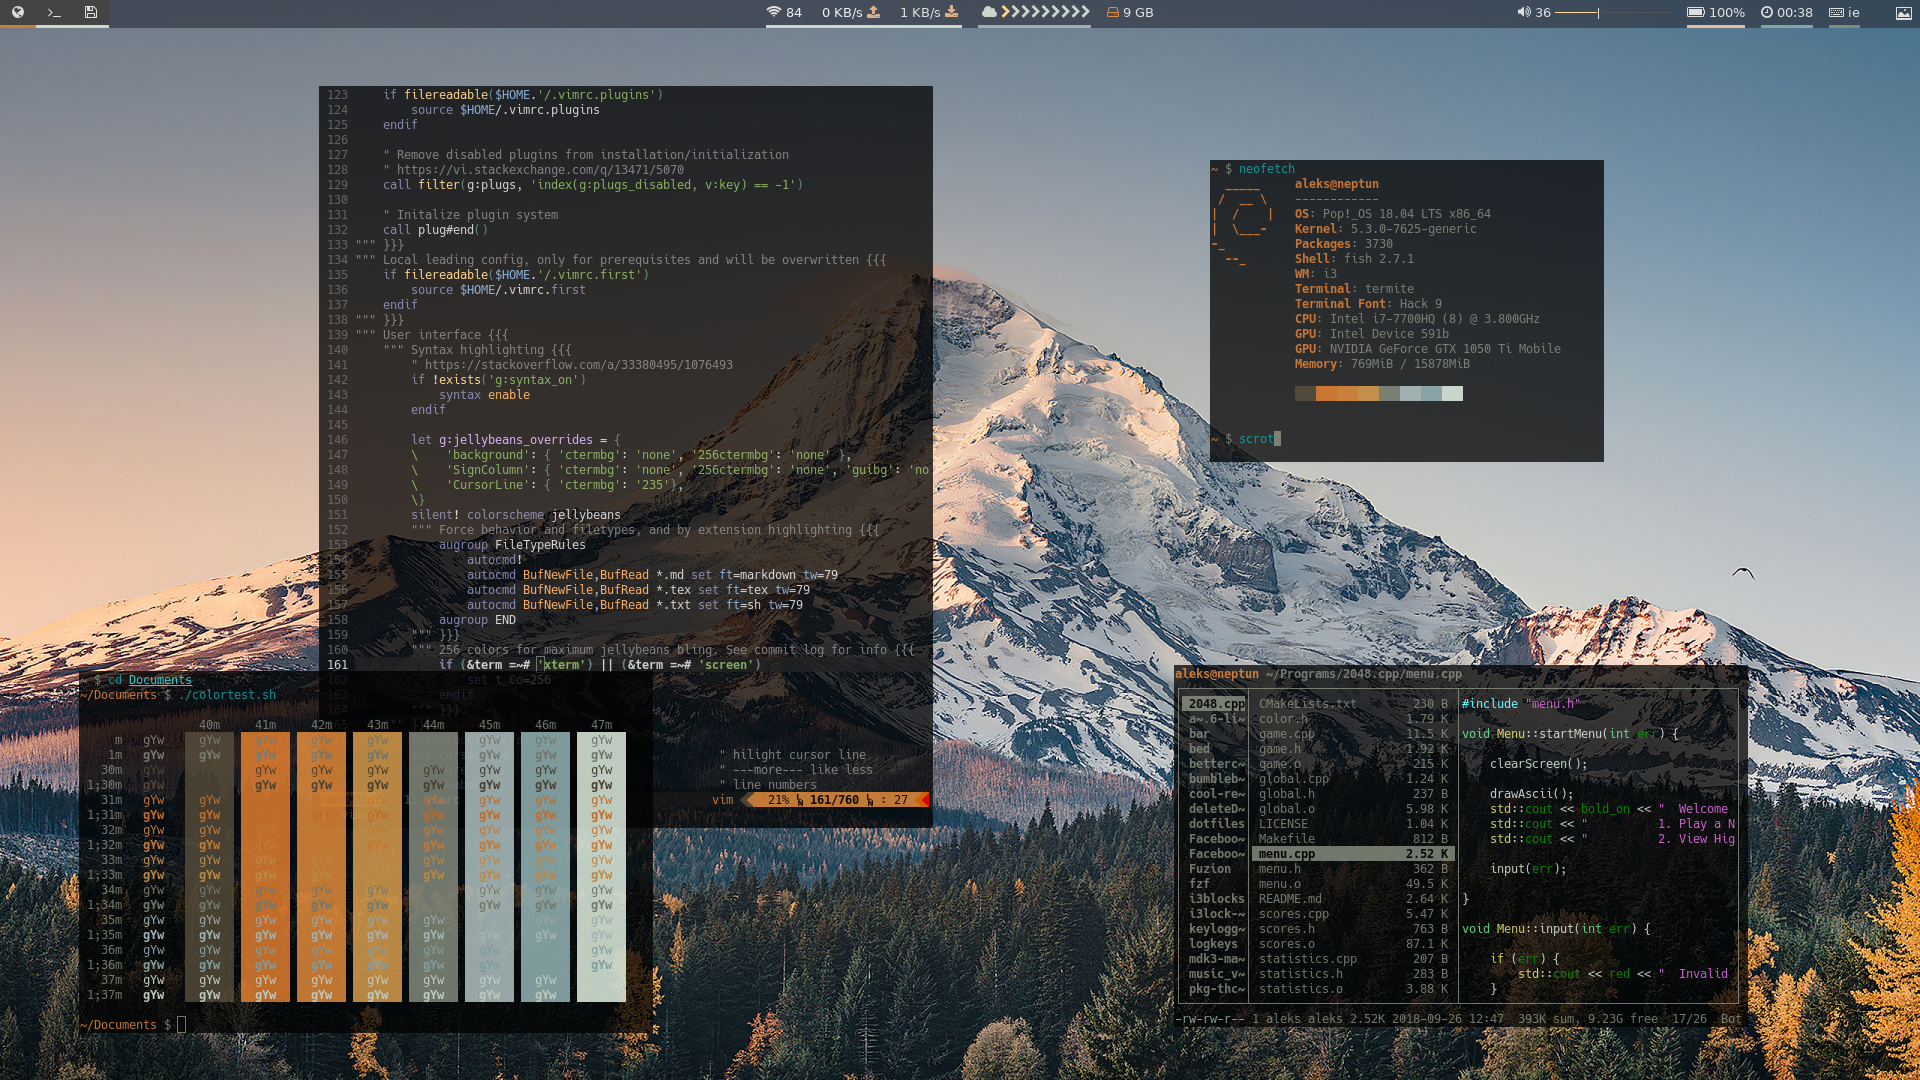 84 0 KB/s 1 KB/s 9 GB 36 100% 00:38 ie
123 if filereadable($HOME.'/.vimrc.plugins')
124 source $HOME/.vimrc.plugins
125 endif
126
127 " Remove disabled plugins from installation/initialization
128 " https://vi.stackexchange.com/q/13471/5070
129 call filter(g:plugs, 'index(g:plugs_disabled, v:key) == -1')
130
131 " Initalize plugin system
132 call plug#end()
133 """ }}}
134 """ Local leading config, only for prerequisites and will be overwritten {{{
135 if filereadable($HOME.'/.vimrc.first')
136 source $HOME/.vimrc.first
137 endif
138 """ }}}
139 """ User interface {{{
140 """ Syntax highlighting {{{
141 " https://stackoverflow.com/a/33380495/1076493
142 if !exists('g:syntax_on')
143 syntax enable
144 endif
145
146 let g:jellybeans_overrides = {
147 \ 'background': { 'ctermbg': 'none', '256ctermbg': 'none' },
148 \ 'SignColumn': { 'ctermbg': 'none', '256ctermbg': 'none', 'guibg': 'no
149 \ 'CursorLine': { 'ctermbg': '235'},
150 \}
151 silent! colorscheme jellybeans
152 """ Force behavior and filetypes, and by extension highlighting {{{
153 augroup FileTypeRules
154 autocmd!
155 autocmd BufNewFile,BufRead *.md set ft=markdown tw=79
156 autocmd BufNewFile,BufRead *.tex set ft=tex tw=79
157 autocmd BufNewFile,BufRead *.txt set ft=sh tw=79
158 augroup END
159 """ }}}
160 """ 256 colors for maximum jellybeans bling. See commit log for info {{{
161 if (&term =~# 'xterm') || (&term =~# 'screen')
162 set t_Co=256
163 endif
""" }}}
" hilight cursor line
" ---more--- like less
" line numbers
vim 21% 161/760 : 27
~ $ neofetch
aleks@neptun
------------
OS: Pop!_OS 18.04 LTS x86_64
Kernel: 5.3.0-7625-generic
Packages: 3730
Shell: fish 2.7.1
WM: i3
Terminal: termite
Terminal Font: Hack 9
CPU: Intel i7-7700HQ (8) @ 3.800GHz
GPU: Intel Device 591b
GPU: NVIDIA GeForce GTX 1050 Ti Mobile
Memory: 769MiB / 15878MiB
~ $ scrot
~ $ cd Documents
~/Documents $ ./colortest.sh
40m 41m 42m 43m 44m 45m 46m 47m
m gYw gYw gYw gYw gYw gYw gYw gYw gYw
1m gYw gYw gYw gYw gYw gYw gYw gYw gYw
30m gYw gYw gYw gYw gYw gYw gYw gYw
1;30m gYw gYw gYw gYw gYw gYw gYw gYw
31m gYw gYw gYw gYw gYw gYw gYw gYw
1;31m gYw gYw gYw gYw gYw gYw gYw gYw
32m gYw gYw gYw gYw gYw gYw gYw gYw
1;32m gYw gYw gYw gYw gYw gYw gYw gYw
33m gYw gYw gYw gYw gYw gYw gYw gYw
1;33m gYw gYw gYw gYw gYw gYw gYw gYw
34m gYw gYw gYw gYw gYw gYw gYw gYw
1;34m gYw gYw gYw gYw gYw gYw gYw gYw
35m gYw gYw gYw gYw gYw gYw gYw gYw
1;35m gYw gYw gYw gYw gYw gYw gYw gYw
36m gYw gYw gYw gYw gYw gYw gYw gYw
1;36m gYw gYw gYw gYw gYw gYw gYw gYw
37m gYw gYw gYw gYw gYw gYw gYw gYw
1;37m gYw gYw gYw gYw gYw gYw gYw gYw
~/Documents $
aleks@neptun ~/Programs/2048.cpp/menu.cpp
2048.cpp CMakeLists.txt 230 B #include "menu.h"
a~.6-li~ color.h 1.79 K
bar game.cpp 11.5 K void Menu::startMenu(int err) {
bed game.h 1.92 K
betterc~ game.o 215 K clearScreen();
bumbleb~ global.cpp 1.24 K
cool-re~ global.h 237 B drawAscii();
deleteD~ global.o 5.98 K std::cout << bold_on << " Welcome
dotfiles LICENSE 1.04 K std::cout << " 1. Play a N
Faceboo~ Makefile 812 B std::cout << " 2. View Hig
Faceboo~ menu.cpp 2.52 K
Fuzion menu.h 362 B input(err);
fzf menu.o 49.5 K
i3blocks README.md 2.64 K }
i3lock-~ scores.cpp 5.47 K
keylogg~ scores.h 763 B void Menu::input(int err) {
logkeys scores.o 87.1 K
mdk3-ma~ statistics.cpp 207 B if (err) {
music_v~ statistics.h 283 B std::cout << red << " Invalid
pkg-thc~ statistics.o 3.88 K }
-rw-rw-r-- 1 aleks aleks 2.52K 2018-09-26 12:47 393K sum, 9.23G free 17/26 Bot